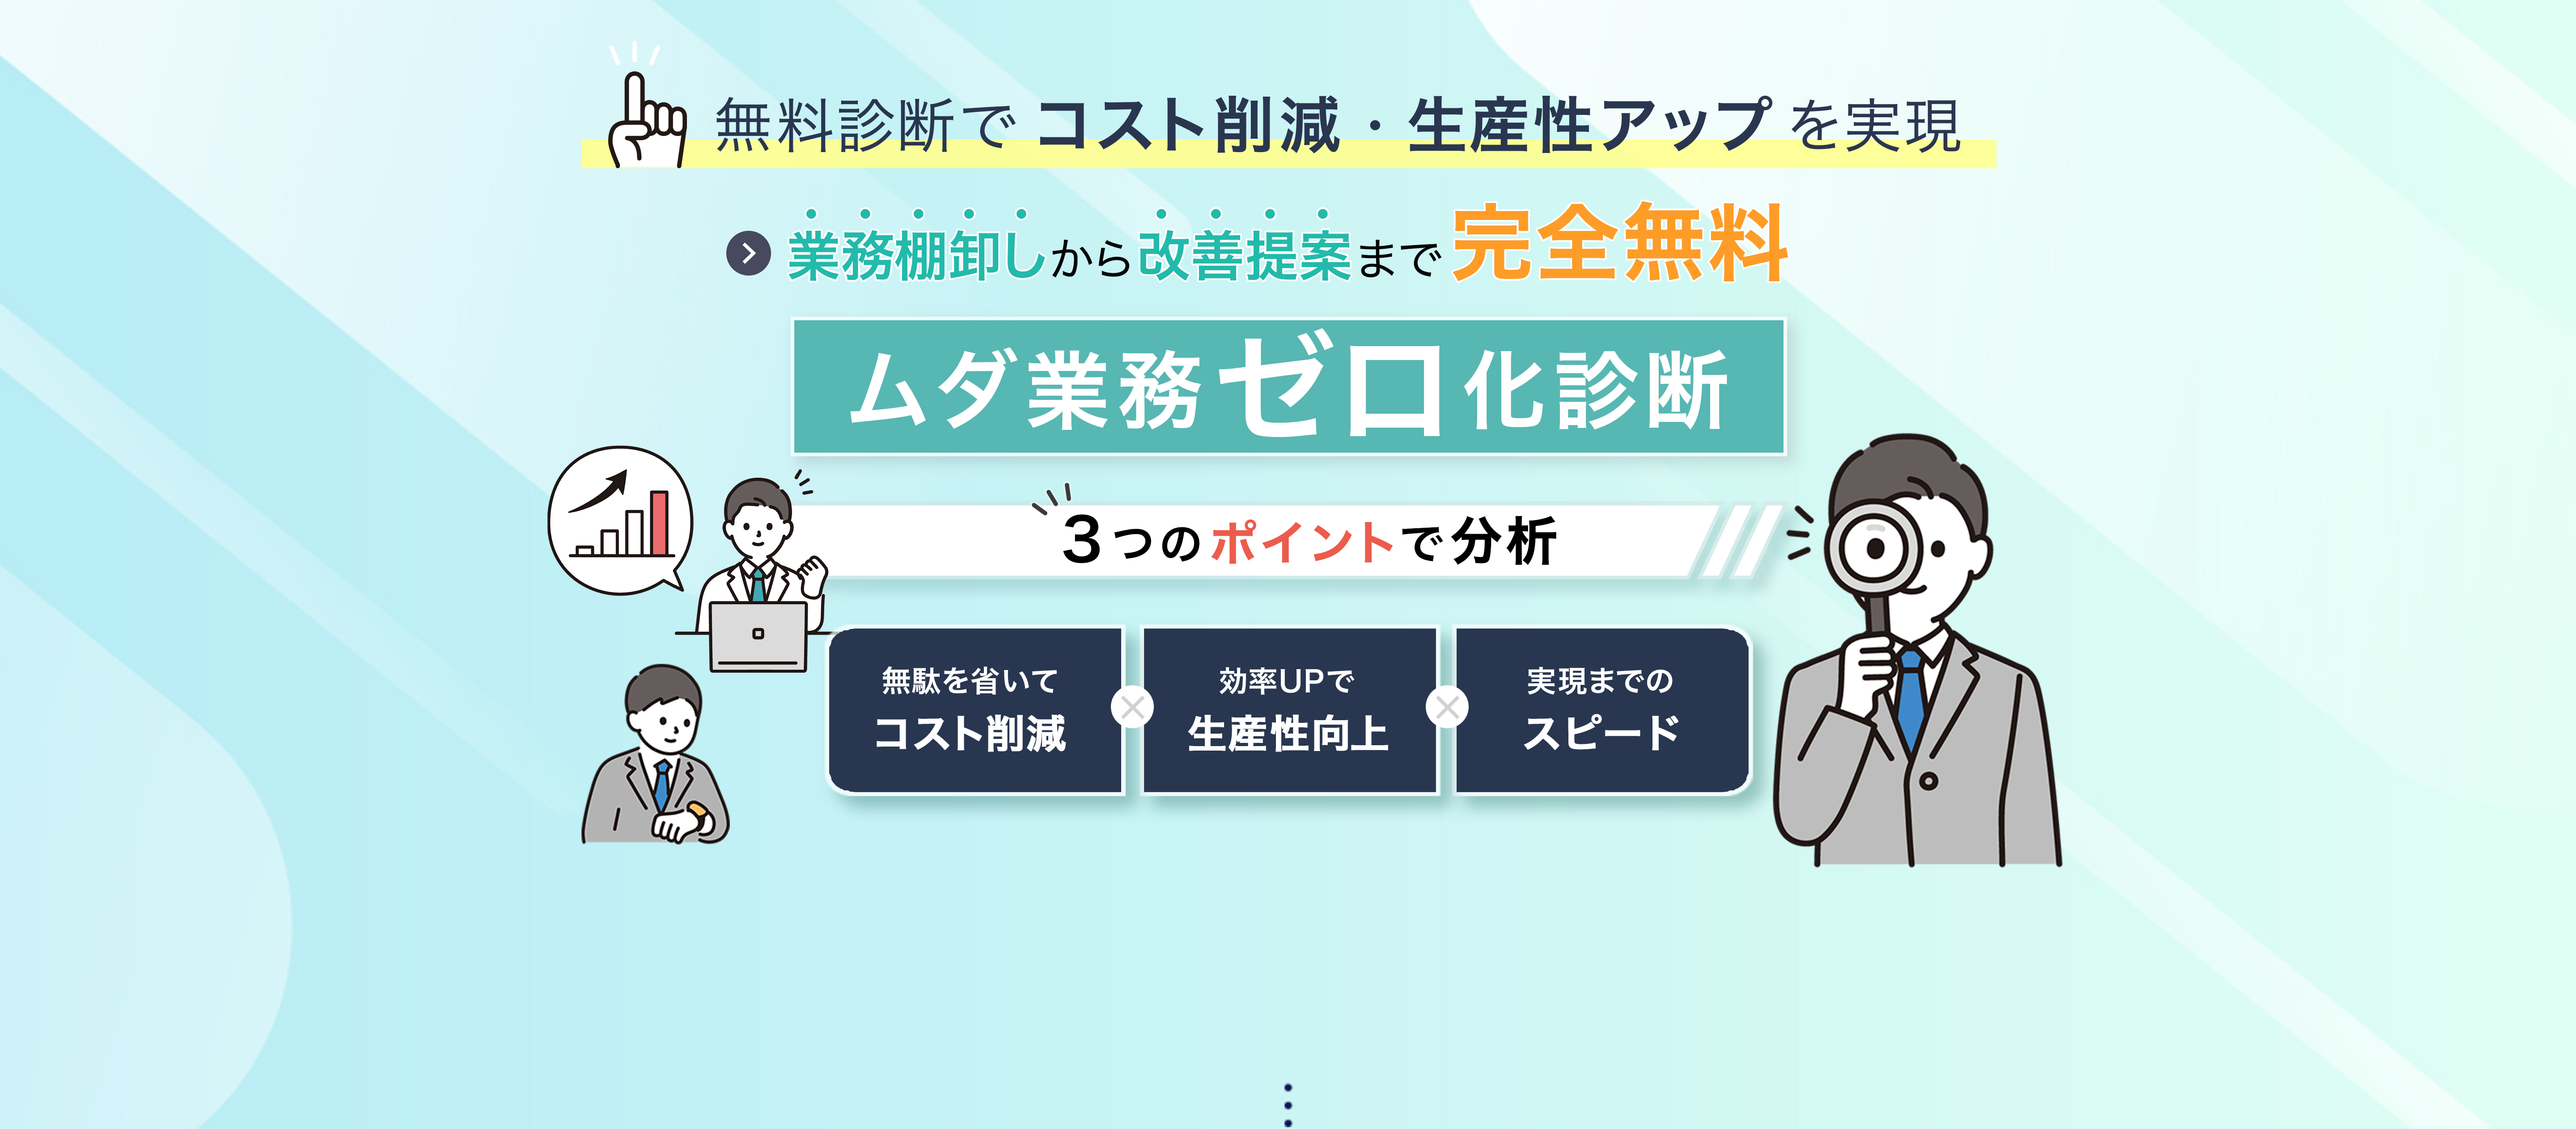 無料診断で コスト削減・生産性アップ を実現
業務棚卸しから改善提案まで完全無料
ムダ業務ゼロ化診断
3つのポイントで分析
無駄を省いて
コスト削減
効率UPで
生産性向上
実現までの
スピード